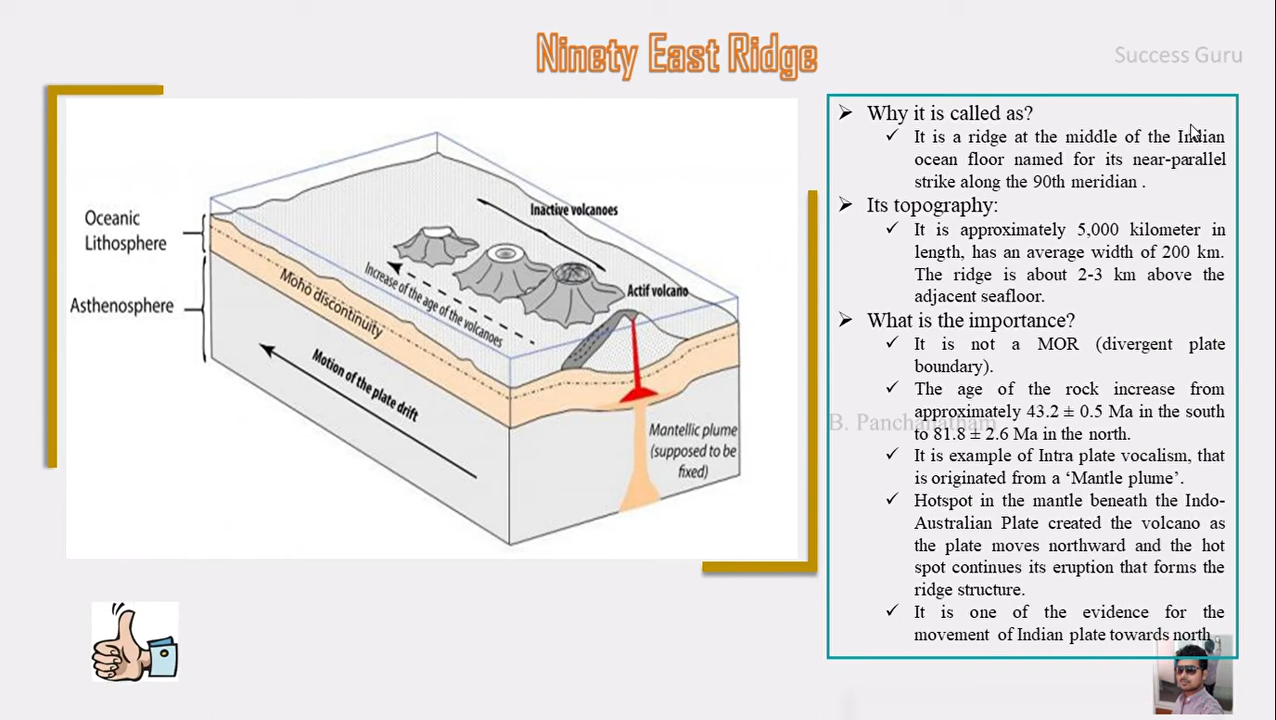 Ninety East Ridge
Success Guru
Oceanic
Lithosphere
Asthenosphere
Moho discontinuity
Motion of the plate drift
Increase of the age of the volcanoes
Inactive volcanoes
Actif volcano
Mantellic plume
(supposed to be
fixed)
➢ Why it is called as?
✓ It is a ridge at the middle of the Indian
ocean floor named for its near-parallel
strike along the 90th meridian .
➢ Its topography:
✓ It is approximately 5,000 kilometer in
length, has an average width of 200 km.
The ridge is about 2-3 km above the
adjacent seafloor.
➢ What is the importance?
✓ It is not a MOR (divergent plate
boundary).
✓ The age of the rock increase from
approximately 43.2 ± 0.5 Ma in the south
to 81.8 ± 2.6 Ma in the north.
✓ It is example of Intra plate vocalism, that
is originated from a ‘Mantle plume’.
✓ Hotspot in the mantle beneath the Indo-
Australian Plate created the volcano as
the plate moves northward and the hot
spot continues its eruption that forms the
ridge structure.
✓ It is one of the evidence for the
movement of Indian plate towards north